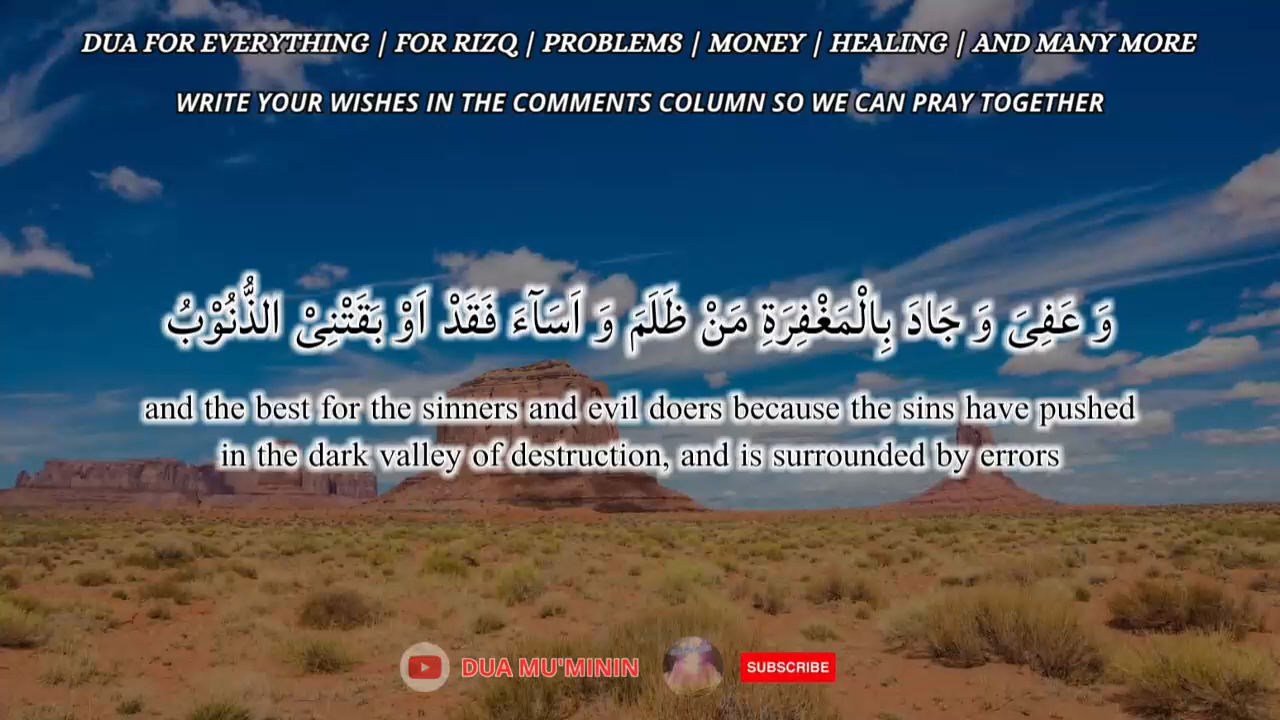 DUA FOR EVERYTHING | FOR RIZQ | PROBLEMS | MONEY | HEALING | AND MANY MORE
WRITE YOUR WISHES IN THE COMMENTS COLUMN SO WE CAN PRAY TOGETHER
وَ عَفِیَ وَ جَادَ بِالْمَغْفِرَةِ مَنْ ظَلَمَ وَ اَسَآءَ فَقَدْ اَوْ بَقَتْنِیْ الذُّنُوْبُ
and the best for the sinners and evil doers because the sins have pushed
in the dark valley of destruction, and is surrounded by errors
DUA MU'MININ
SUBSCRIBE